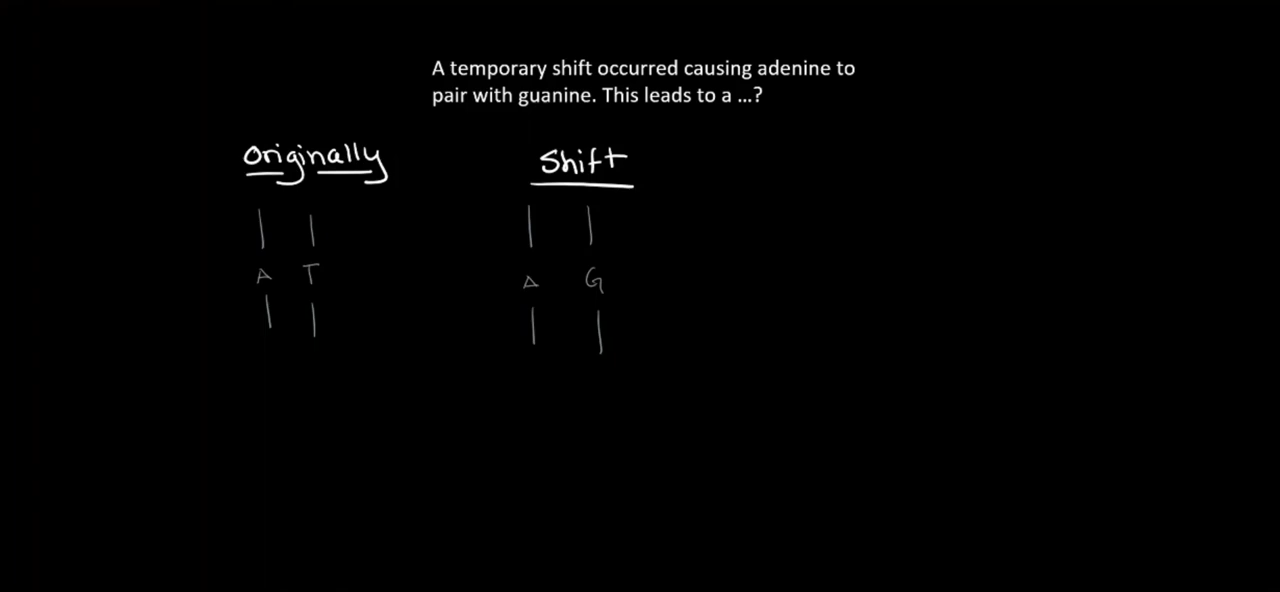 A temporary shift occurred causing adenine to
pair with guanine. This leads to a ...?
Originally
Shift
A T
A G